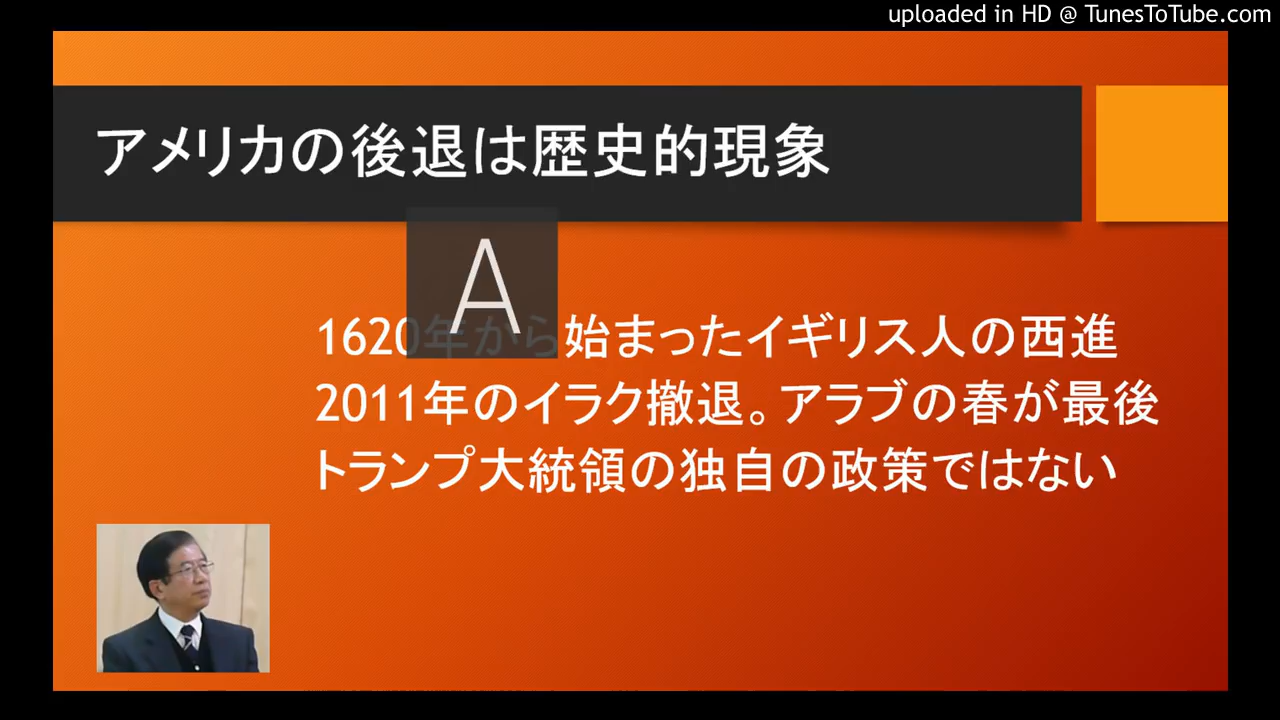 uploaded in HD @ TunesToTube.com
アメリカの後退は歴史的現象
A
1620年から始まったイギリス人の西進
2011年のイラク撤退。アラブの春が最後
トランプ大統領の独自の政策ではない